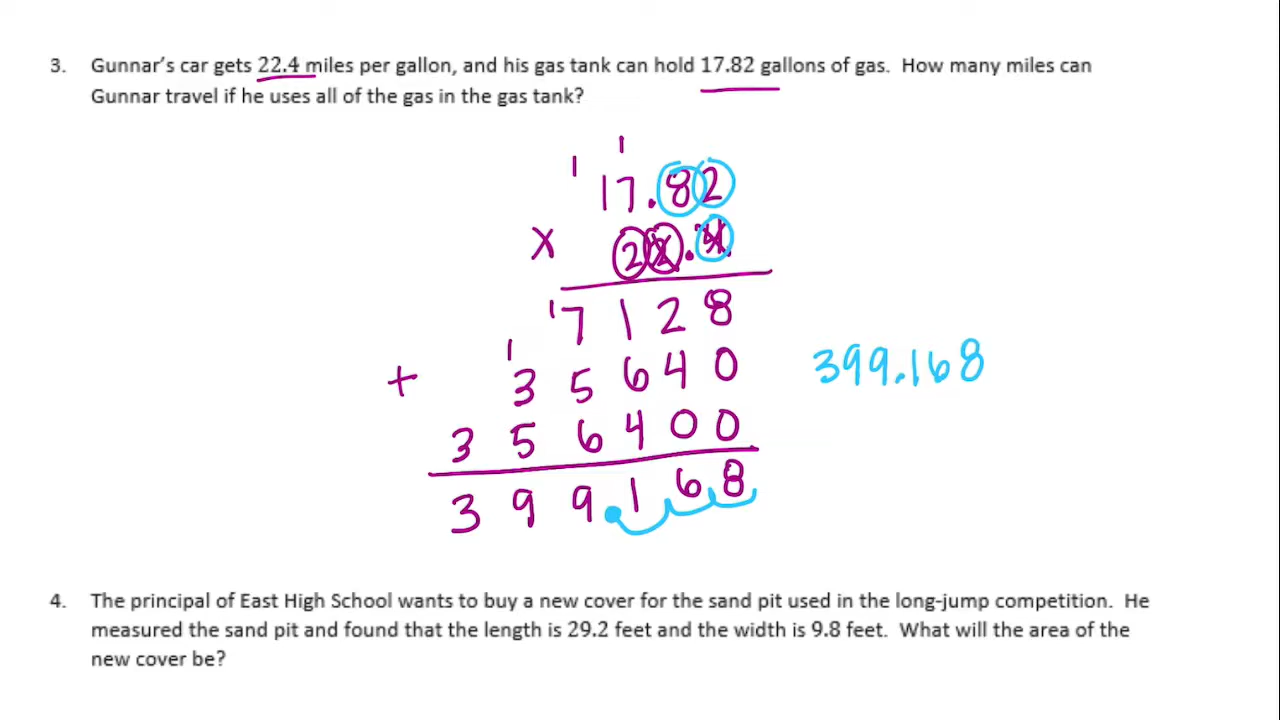 3. Gunnar's car gets 22.4 miles per gallon, and his gas tank can hold 17.82 gallons of gas. How many miles can
Gunnar travel if he uses all of the gas in the gas tank?
1
1
17.82
x 22.4
1 7128
1
+ 35640
399.168
356400
399168
4. The principal of East High School wants to buy a new cover for the sand pit used in the long-jump competition. He
measured the sand pit and found that the length is 29.2 feet and the width is 9.8 feet. What will the area of the
new cover be?